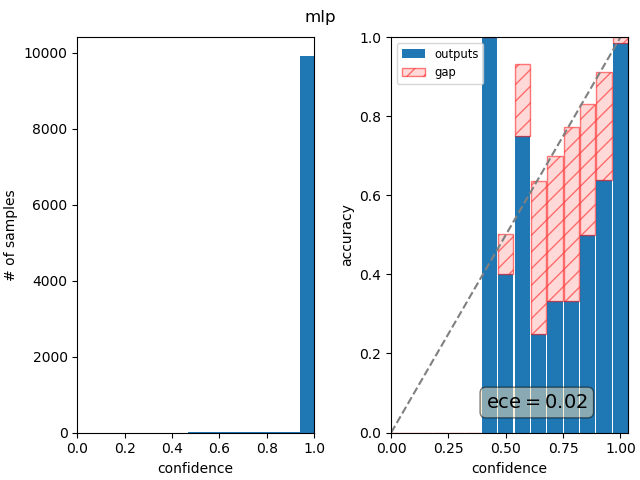 mlp
# of samples
10000
8000
6000
4000
2000
0
0.0 0.2 0.4 0.6 0.8 1.0
confidence
accuracy
1.0
0.8
0.6
0.4
0.2
0.0
outputs
gap
ece = 0.02
0.00 0.25 0.50 0.75 1.00
confidence